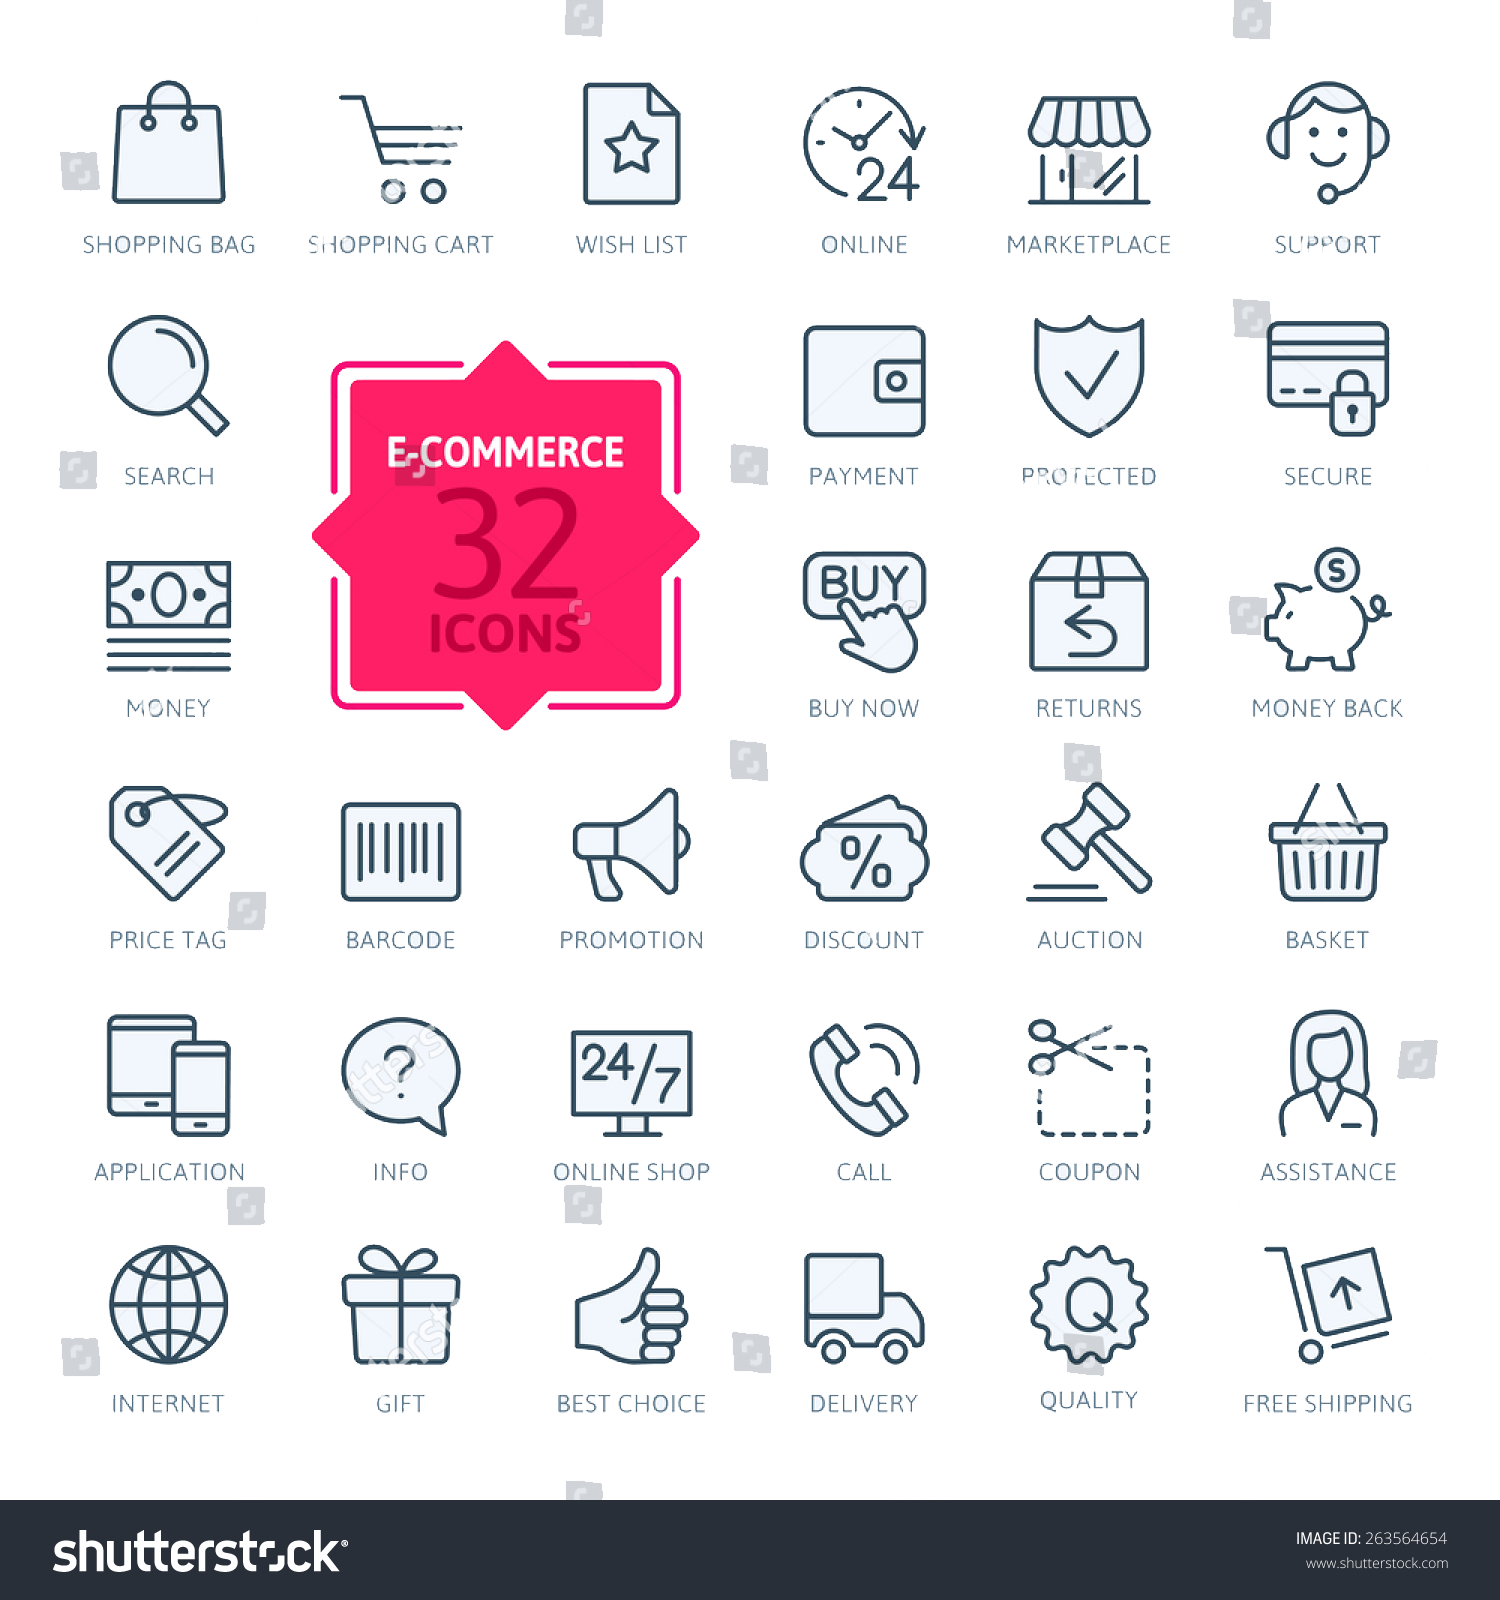 SHOPPING BAG
SHOPPING CART
WISH LIST
24
ONLINE
MARKETPLACE
SUPPORT
SEARCH
E-COMMERCE
32
ICONS
PAYMENT
PROTECTED
SECURE
MONEY
BUY
BUY NOW
RETURNS
S
MONEY BACK
PRICE TAG
BARCODE
PROMOTION
%
DISCOUNT
AUCTION
BASKET
APPLICATION
?
INFO
24/7
ONLINE SHOP
CALL
COUPON
ASSISTANCE
INTERNET
GIFT
BEST CHOICE
DELIVERY
Q
QUALITY
FREE SHIPPING
shutterstock®
IMAGE ID: 263564654
www.shutterstock.com